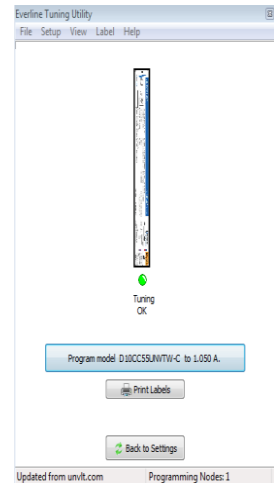 Everline Tuning Utility
File Setup View Label Help
Tuning
OK
Program model D10CC55UNVTW-C to 1.050 A.
Print Labels
Back to Settings
Updated from unvlt.com Programming Nodes: 1